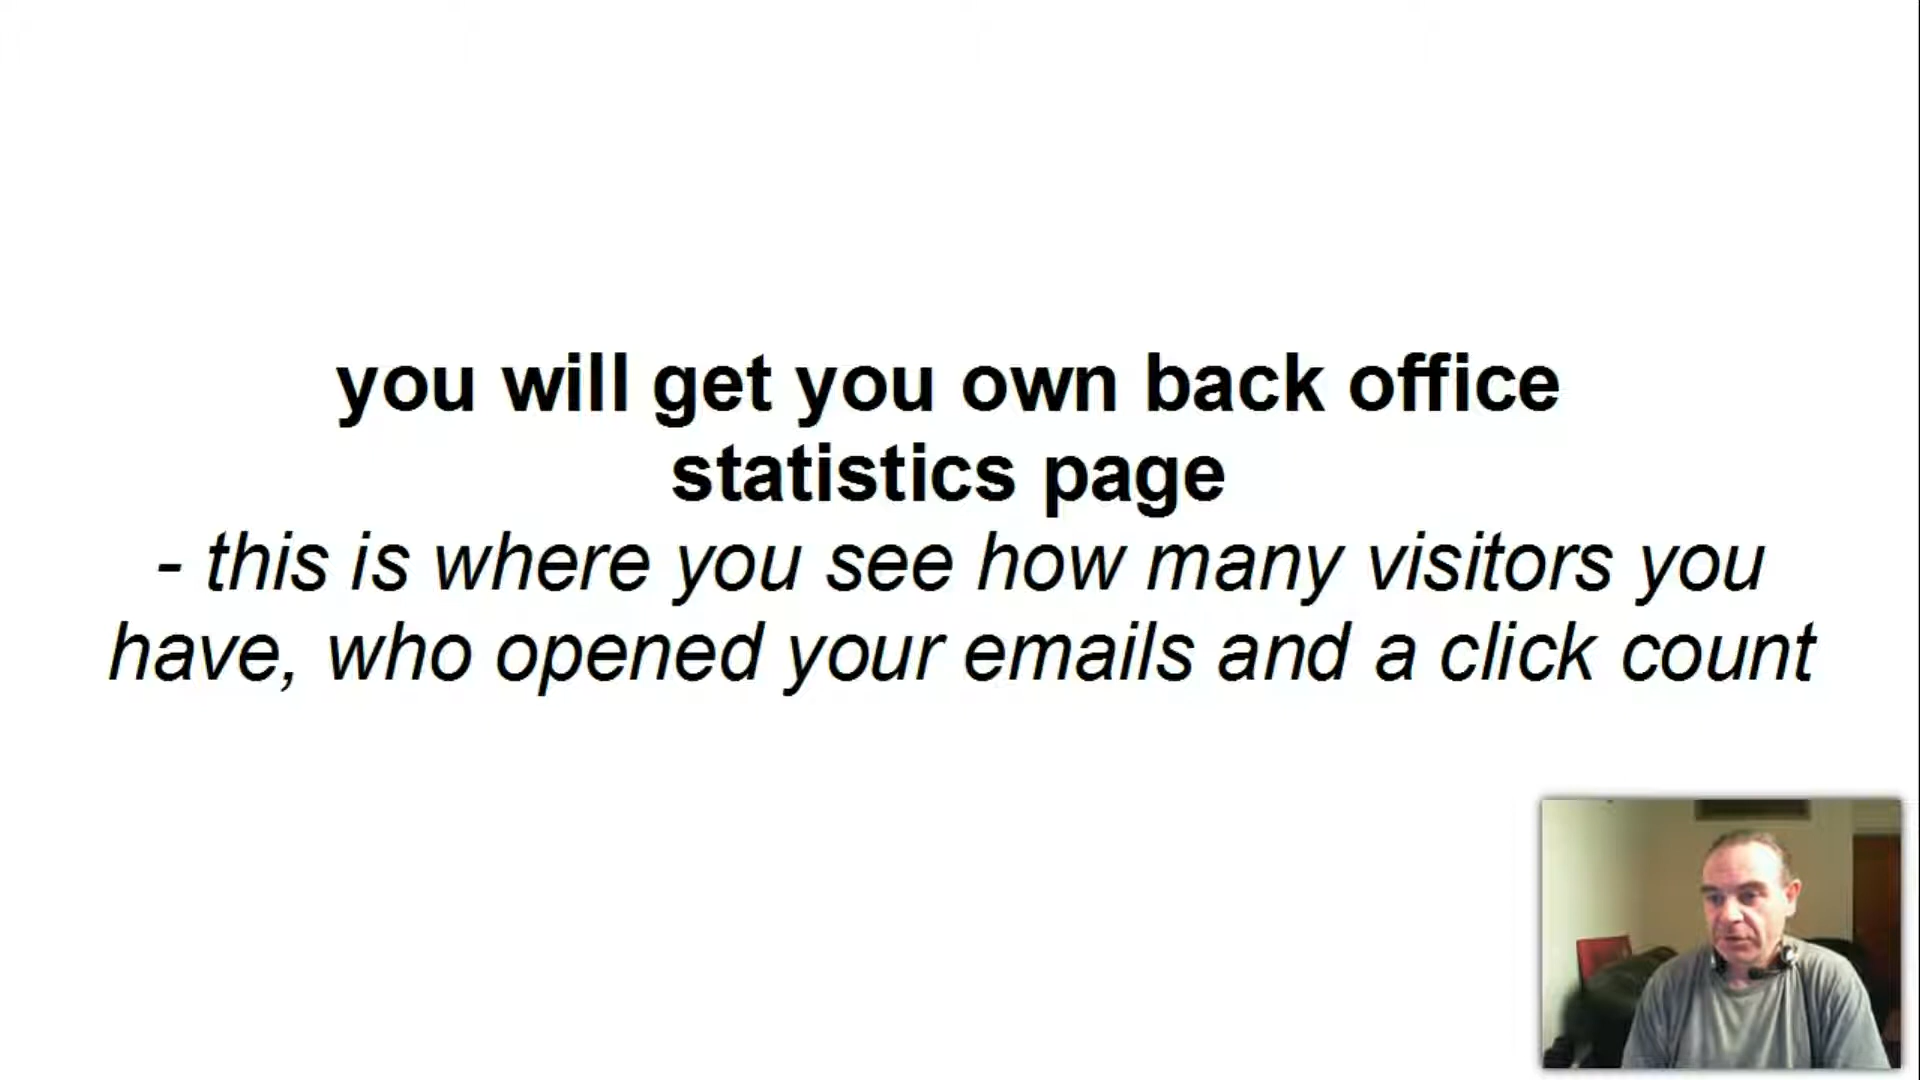 you will get you own back office
statistics page
- this is where you see how many visitors you
have, who opened your emails and a click count